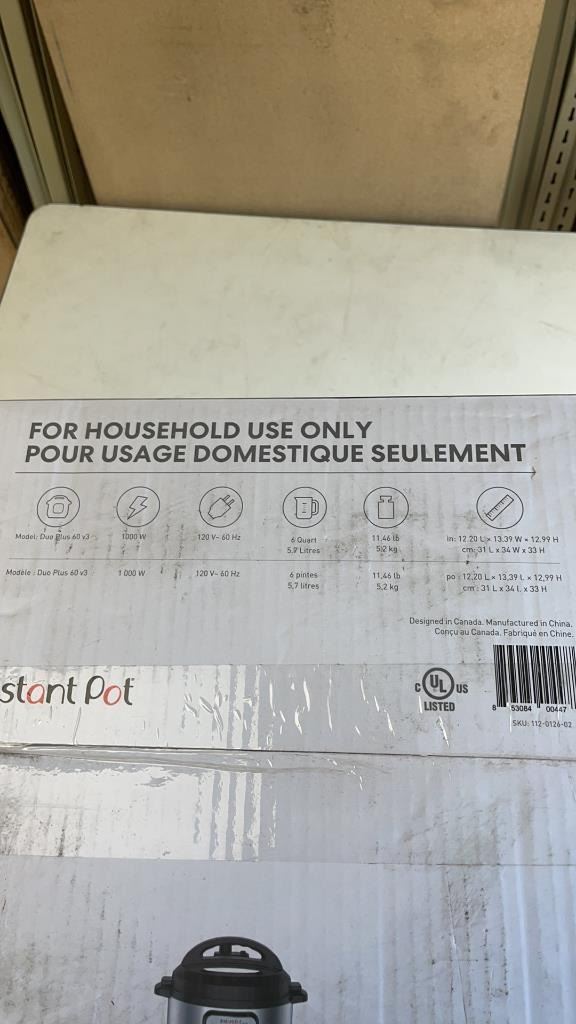 FOR HOUSEHOLD USE ONLY
POUR USAGE DOMESTIQUE SEULEMENT
Model: Duo Plus 60 v3
1000 W
120 V~ 60 Hz
6 Quart
5.7 Litres
11.46 lb
5.2 kg
in: 12.20 L × 13.39 W × 12.99 H
cm: 31 L x 34 W x 33 H
Modèle : Duo Plus 60 v3
1 000 W
120 V~ 60 Hz
6 pintes
5,7 litres
11,46 lb
5,2 kg
po : 12,20 L × 13,39 l. × 12,99 H
cm : 31 L x 34 l. x 33 H
Designed in Canada. Manufactured in China.
Conçu au Canada. Fabriqué en Chine.
stant Pot
C UL US
LISTED
8 53084 00447
SKU: 112-0126-02